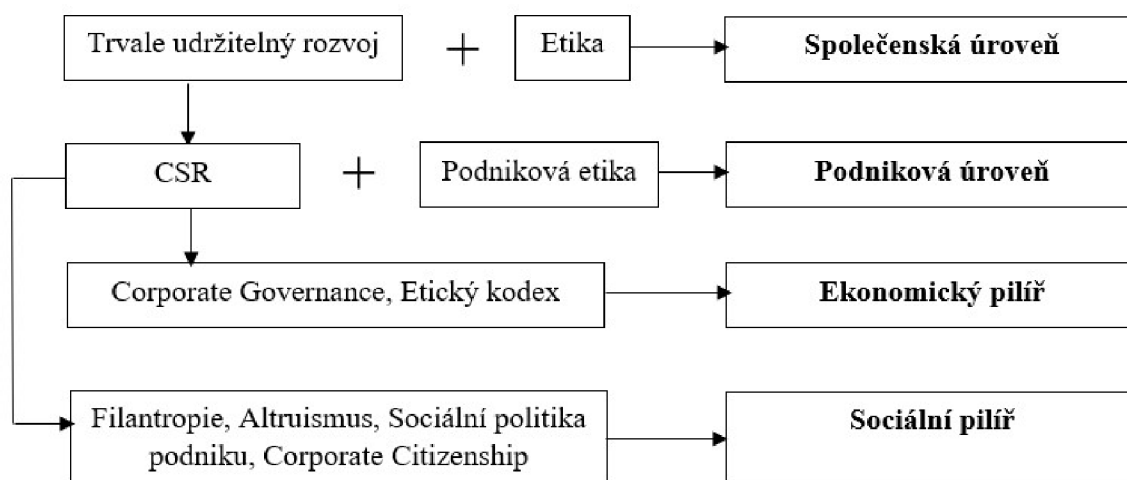 Trvale udržitelný rozvoj + Etika Společenská úroveň
CSR + Podniková etika Podniková úroveň
Corporate Governance, Etický kodex Ekonomický pilíř
Filantropie, Altruismus, Sociální politika
podniku, Corporate Citizenship
Sociální pilíř